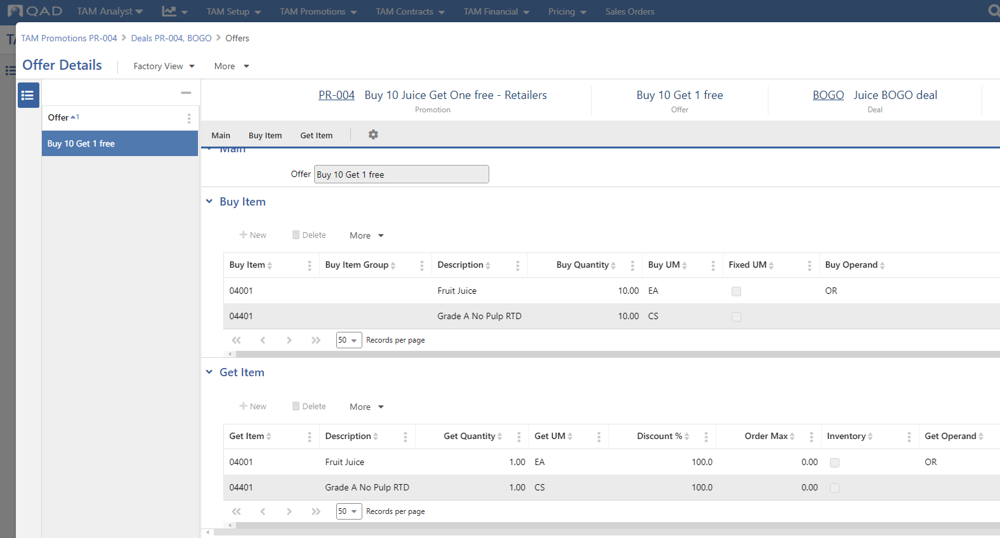 QAD TAM Analyst TAM Setup TAM Promotions TAM Contracts TAM Financial Pricing Sales Orders
TAM Promotions PR-004 > Deals PR-004, BOGO > Offers
Offer Details Factory View More
PR-004 Buy 10 Juice Get One free - Retailers Buy 10 Get 1 free BOGO Juice BOGO deal
Promotion Offer Deal
Offer 1
Main Buy Item Get Item
Buy 10 Get 1 free
Main
Offer Buy 10 Get 1 free
Buy Item
New Delete More
Buy Item Buy Item Group Description Buy Quantity Buy UM Fixed UM Buy Operand
04001 Fruit Juice 10.00 EA OR
04401 Grade A No Pulp RTD 10.00 CS
50 Records per page
Get Item
New Delete More
Get Item Description Get Quantity Get UM Discount % Order Max Inventory Get Operand
04001 Fruit Juice 1.00 EA 100.0 0.00 OR
04401 Grade A No Pulp RTD 1.00 CS 100.0 0.00
50 Records per page